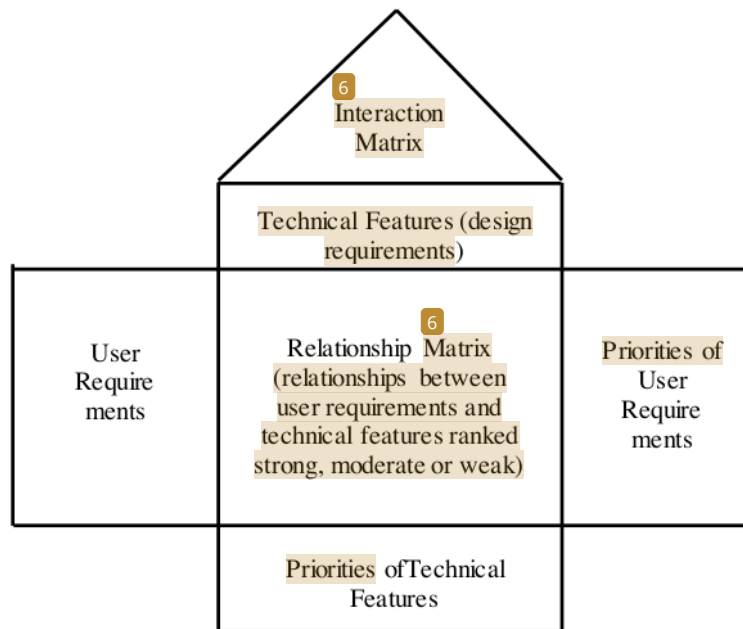 6
Interaction
Matrix
Technical Features (design
requirements)
User
Require
ments
6
Relationship Matrix
(relationships between
user requirements and
technical features ranked
strong, moderate or weak)
Priorities of
User
Require
ments
Priorities ofTechnical
Features